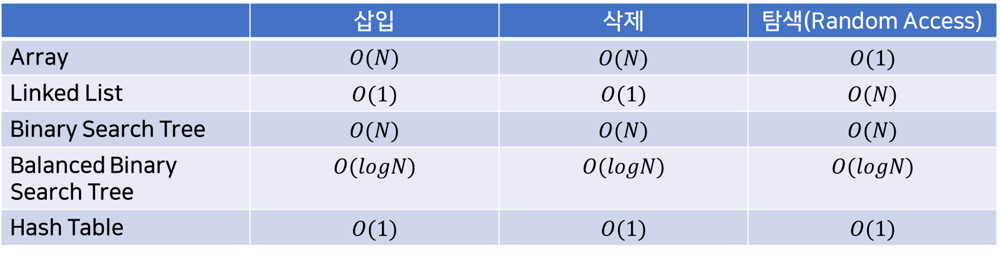 삽입 삭제 탐색(Random Access)
Array O(N) O(N) O(1)
Linked List O(1) O(1) O(N)
Binary Search Tree O(N) O(N) O(N)
Balanced Binary O(logN) O(logN) O(logN)
Search Tree
Hash Table O(1) O(1) O(1)